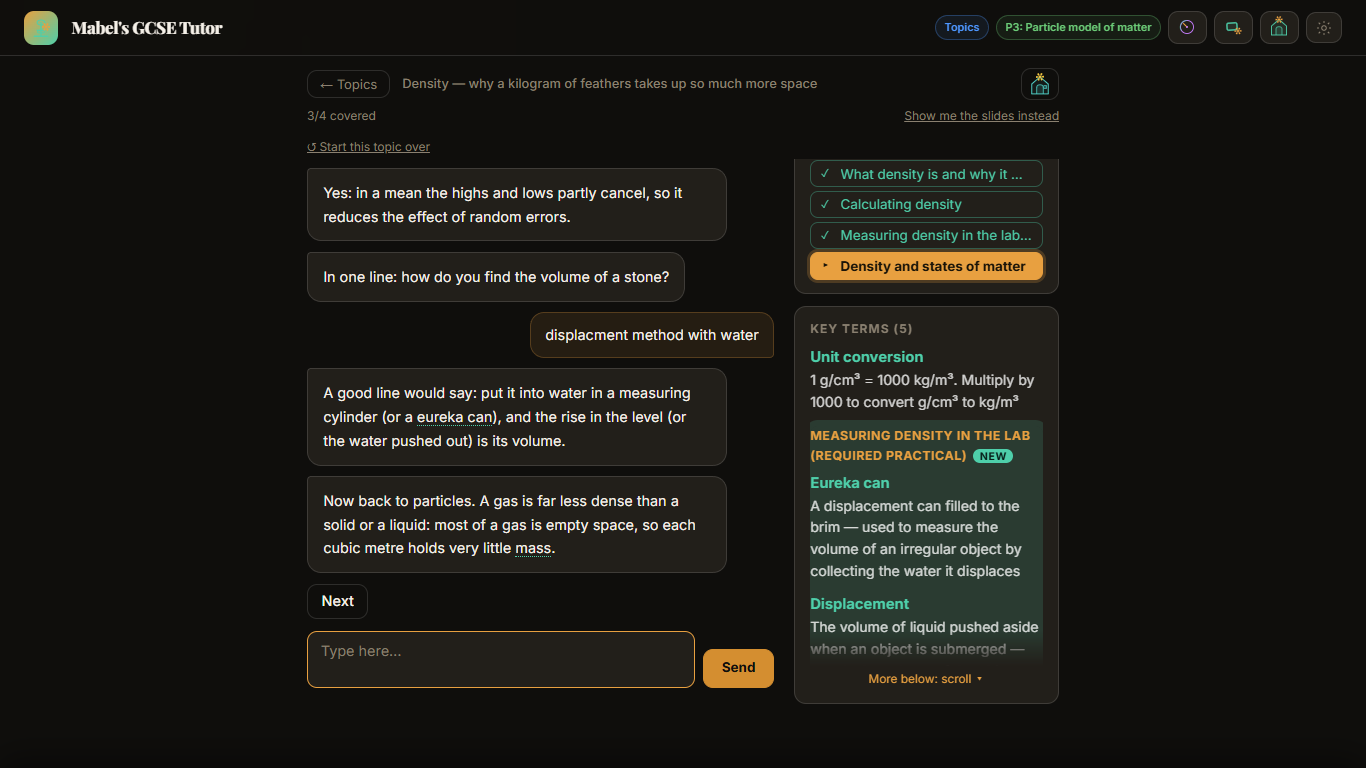 Mabel's GCSE Tutor
Topics
P3: Particle model of matter
← Topics
Density — why a kilogram of feathers takes up so much more space
3/4 covered
Show me the slides instead
↺ Start this topic over
Yes: in a mean the highs and lows partly cancel, so it
reduces the effect of random errors.
In one line: how do you find the volume of a stone?
displacment method with water
A good line would say: put it into water in a measuring
cylinder (or a eureka can), and the rise in the level (or
the water pushed out) is its volume.
Now back to particles. A gas is far less dense than a
solid or a liquid: most of a gas is empty space, so each
cubic metre holds very little mass.
Next
Type here...
Send
✓ What density is and why it ...
✓ Calculating density
✓ Measuring density in the lab...
‣ Density and states of matter
KEY TERMS (5)
Unit conversion
1 g/cm³ = 1000 kg/m³. Multiply by
1000 to convert g/cm³ to kg/m³
MEASURING DENSITY IN THE LAB
(REQUIRED PRACTICAL) NEW
Eureka can
A displacement can filled to the
brim — used to measure the
volume of an irregular object by
collecting the water it displaces
Displacement
The volume of liquid pushed aside
when an object is submerged —
More below: scroll ▾